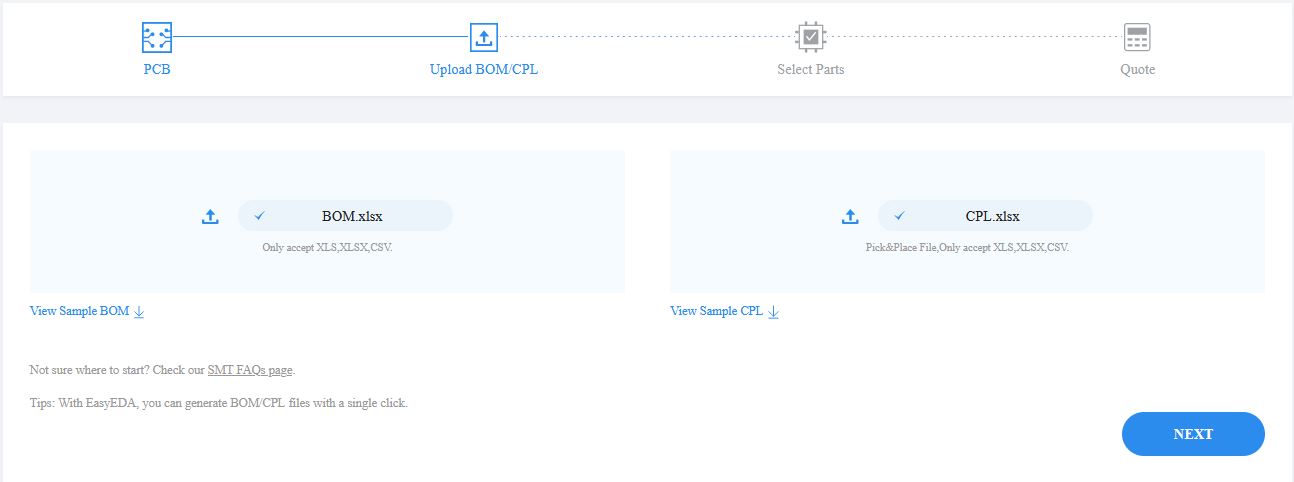 PCB
Upload BOM/CPL
Select Parts
Quote
BOM.xlsx
Only accept XLS,XLSX,CSV.
View Sample BOM
CPL.xlsx
Pick&Place File,Only accept XLS,XLSX,CSV.
View Sample CPL
Not sure where to start? Check our SMT FAQs page.
Tips: With EasyEDA, you can generate BOM/CPL files with a single click.
NEXT